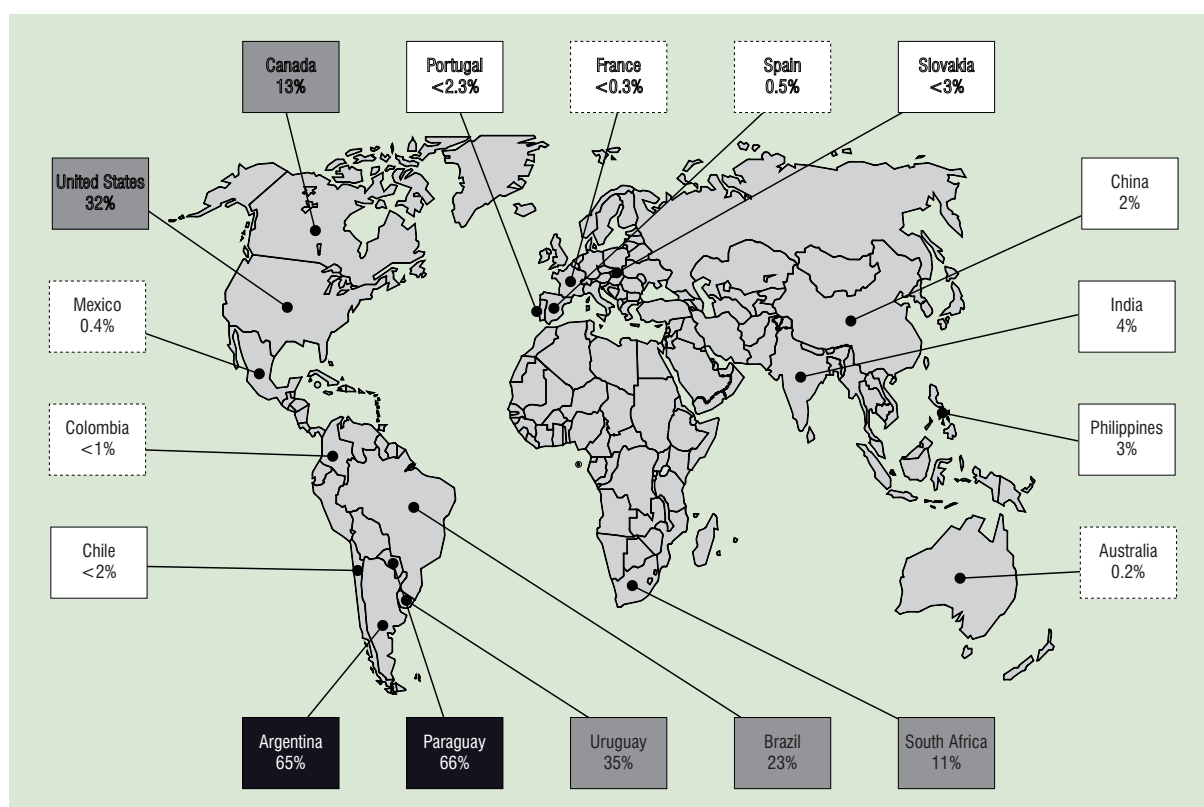 Canada
13%
Portugal
<2.3%
France
<0.3%
Spain
0.5%
Slovakia
<3%
United States
32%
China
2%
Mexico
0.4%
India
4%
Colombia
<1%
Philippines
3%
Chile
<2%
Australia
0.2%
Argentina
65%
Paraguay
66%
Uruguay
35%
Brazil
23%
South Africa
11%